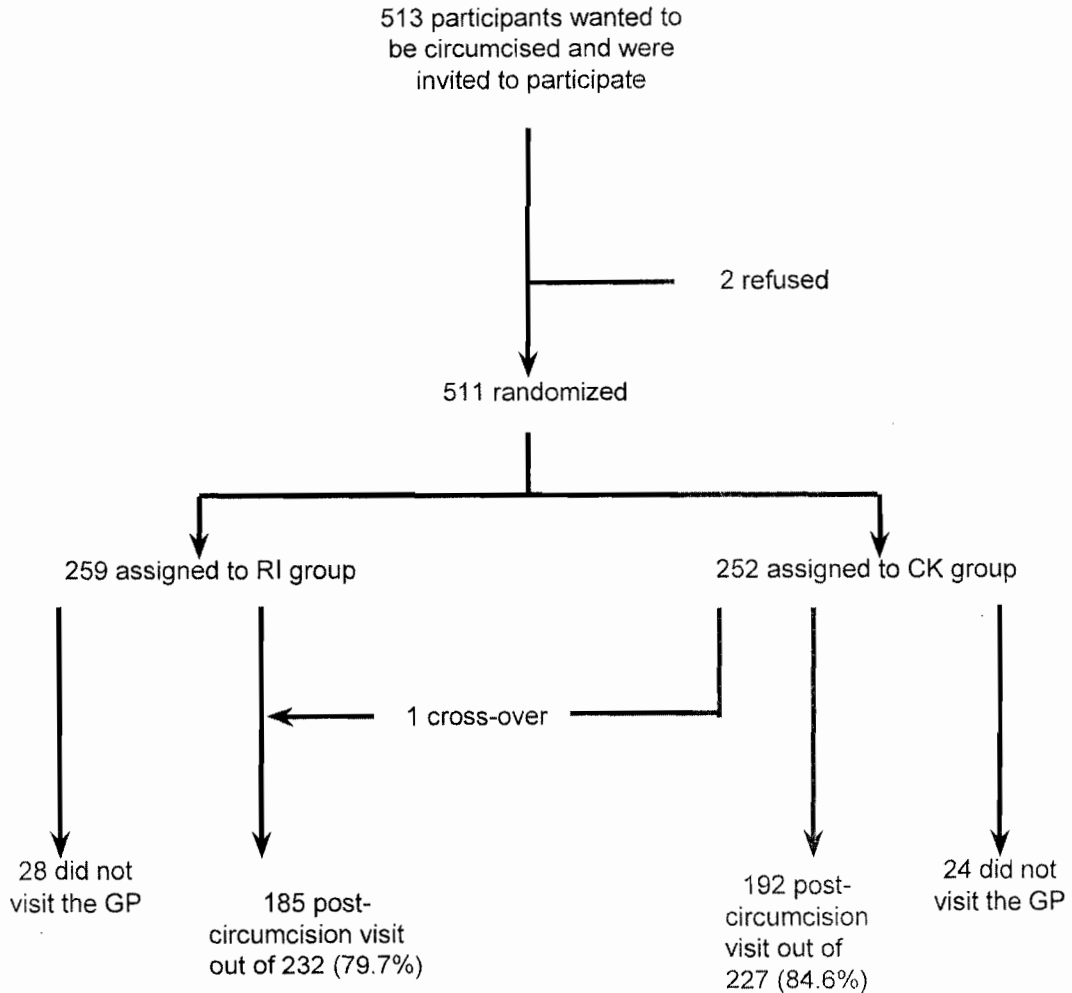 513 participants wanted to
be circumcised and were
invited to participate
2 refused
511 randomized
259 assigned to RI group
252 assigned to CK group
1 cross-over
28 did not
visit the GP
185 post-
circumcision visit
out of 232 (79.7%)
192 post-
circumcision
visit out of
227 (84.6%)
24 did not
visit the GP